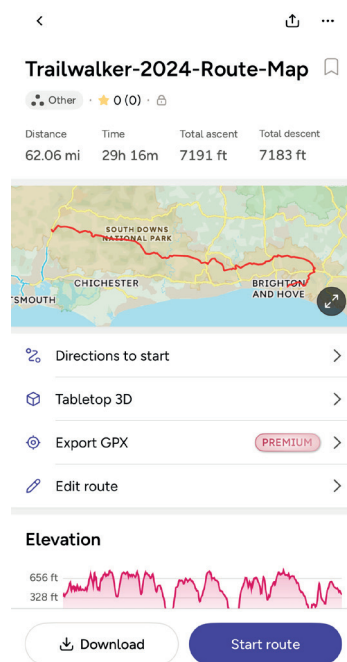 Trailwalker-2024-Route-Map
Other · 0 (0) ·
Distance Time Total ascent Total descent
62.06 mi 29h 16m 7191 ft 7183 ft
SOUTH DOWNS
NATIONAL PARK
CHICHESTER
BRIGHTON
AND HOVE
TSMOUTH
Directions to start
Tabletop 3D
Export GPX PREMIUM
Edit route
Elevation
656 ft
328 ft
Download Start route